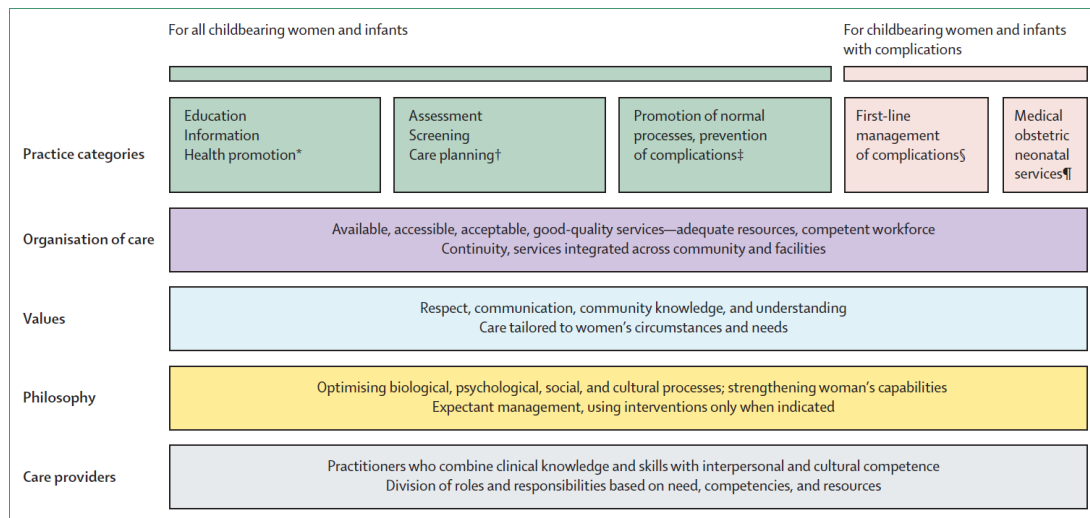 For all childbearing women and infants
For childbearing women and infants
with complications
Practice categories
Education
Information
Health promotion*
Assessment
Screening
Care planning†
Promotion of normal
processes, prevention
of complications‡
First-line
management
of complications§
Medical
obstetric
neonatal
services¶
Organisation of care
Available, accessible, acceptable, good-quality services—adequate resources, competent workforce
Continuity, services integrated across community and facilities
Values
Respect, communication, community knowledge, and understanding
Care tailored to women's circumstances and needs
Philosophy
Optimising biological, psychological, social, and cultural processes; strengthening woman's capabilities
Expectant management, using interventions only when indicated
Care providers
Practitioners who combine clinical knowledge and skills with interpersonal and cultural competence
Division of roles and responsibilities based on need, competencies, and resources